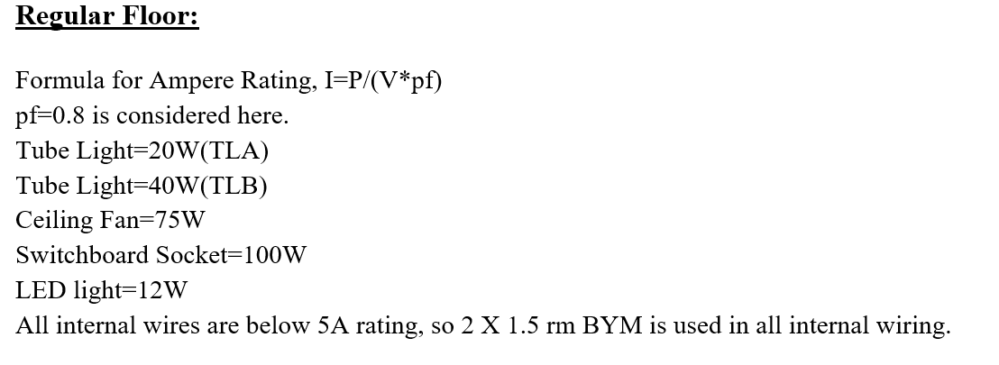 Regular Floor:
Formula for Ampere Rating, I=P/(V*pf)
pf=0.8 is considered here.
Tube Light=20W(TLA)
Tube Light=40W(TLB)
Ceiling Fan=75W
Switchboard Socket=100W
LED light=12W
All internal wires are below 5A rating, so 2 X 1.5 rm BYM is used in all internal wiring.